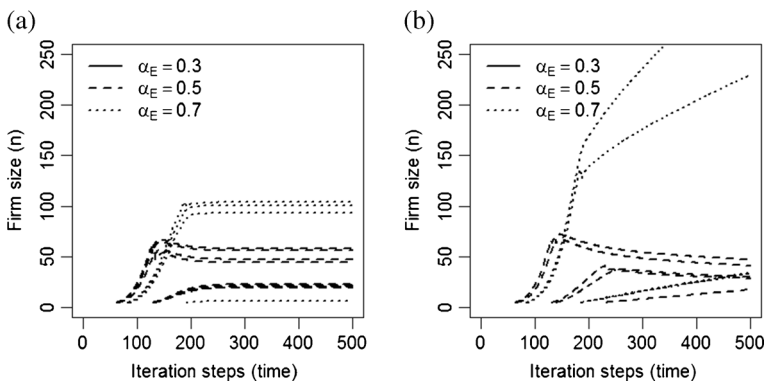 (a)
250
200
150
100
50
0
Firm size (n)
αE = 0.3
αE = 0.5
αE = 0.7
0 100 200 300 400 500
Iteration steps (time)
(b)
250
200
150
100
50
0
Firm size (n)
αE = 0.3
αE = 0.5
αE = 0.7
0 100 200 300 400 500
Iteration steps (time)